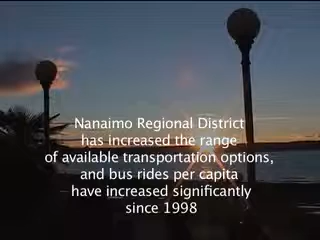 Nanaimo Regional District
has increased the range
of available transportation options,
and bus rides per capita
have increased significantly
since 1998